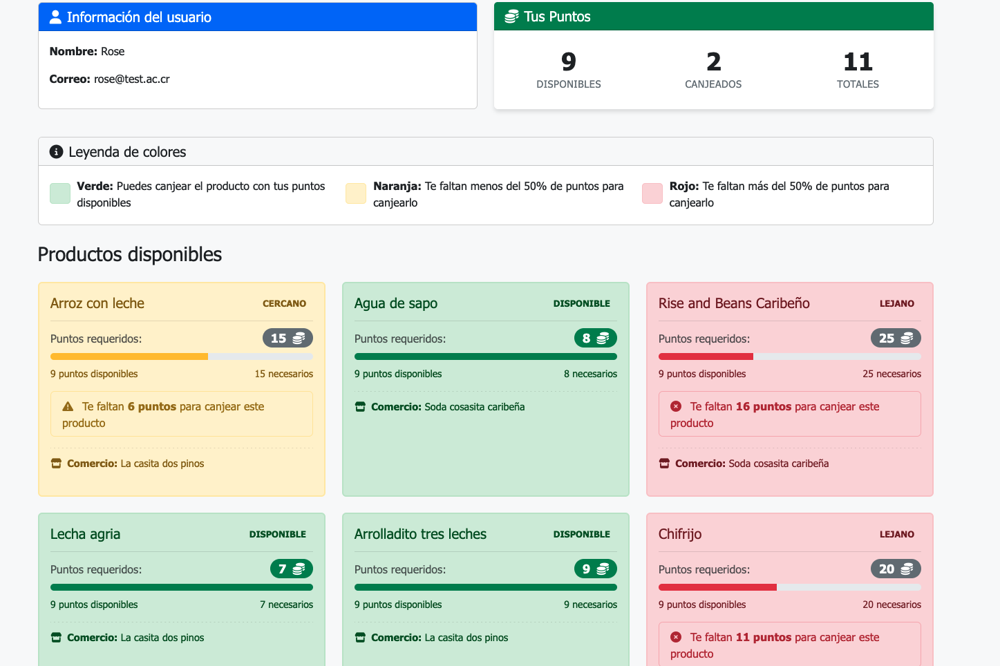 Información del usuario
Nombre: Rose
Correo: rose@test.ac.cr
Tus Puntos
9 2 11
DISPONIBLES CANJEADOS TOTALES
Leyenda de colores
Verde: Puedes canjear el producto con tus puntos
disponibles
Naranja: Te faltan menos del 50% de puntos para
canjearlo
Rojo: Te faltan más del 50% de puntos para
canjearlo
Productos disponibles
Arroz con leche CERCANO
Puntos requeridos: 15
9 puntos disponibles 15 necesarios
Te faltan 6 puntos para canjear este
producto
Comercio: La casita dos pinos
Agua de sapo DISPONIBLE
Puntos requeridos: 8
9 puntos disponibles 8 necesarios
Comercio: Soda cosasita caribeña
Rise and Beans Caribeño LEJANO
Puntos requeridos: 25
9 puntos disponibles 25 necesarios
Te faltan 16 puntos para canjear este
producto
Comercio: Soda cosasita caribeña
Lecha agria DISPONIBLE
Puntos requeridos: 7
9 puntos disponibles 7 necesarios
Comercio: La casita dos pinos
Arrolladito tres leches DISPONIBLE
Puntos requeridos: 9
9 puntos disponibles 9 necesarios
Comercio: La casita dos pinos
Chifrijo LEJANO
Puntos requeridos: 20
9 puntos disponibles 20 necesarios
Te faltan 11 puntos para canjear este
producto